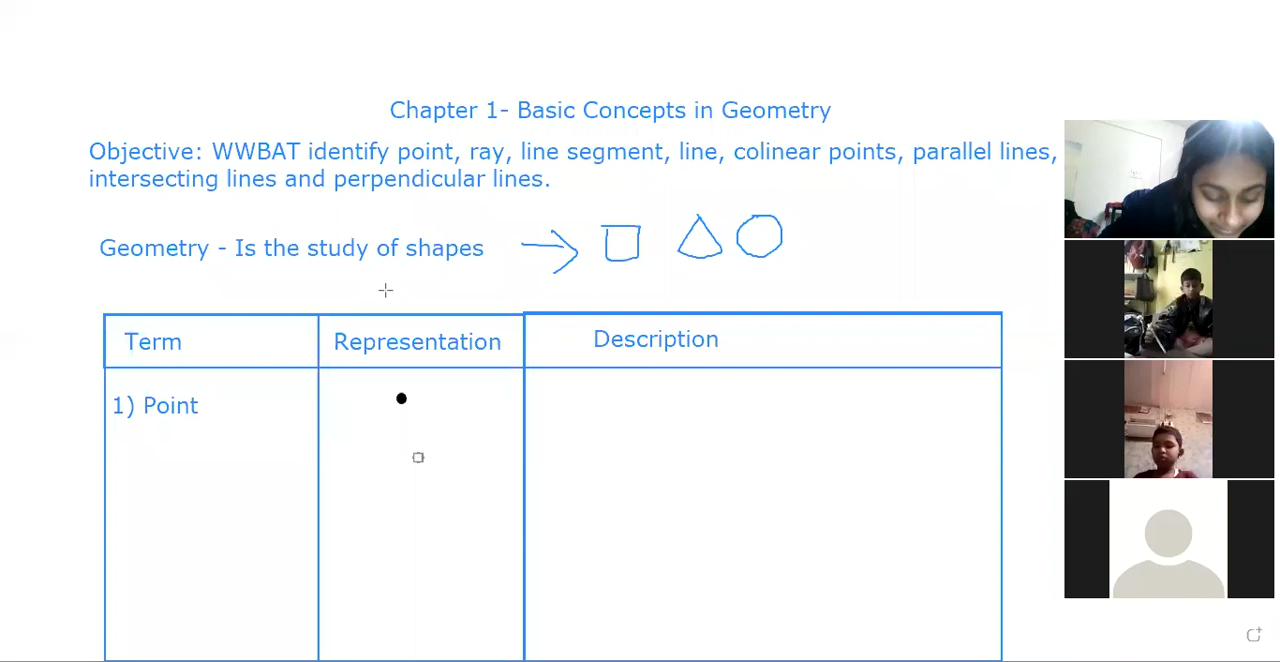 Chapter 1- Basic Concepts in Geometry
Objective: WWBAT identify point, ray, line segment, line, colinear points, parallel lines,
intersecting lines and perpendicular lines.
Geometry - Is the study of shapes
Term Representation Description
1) Point